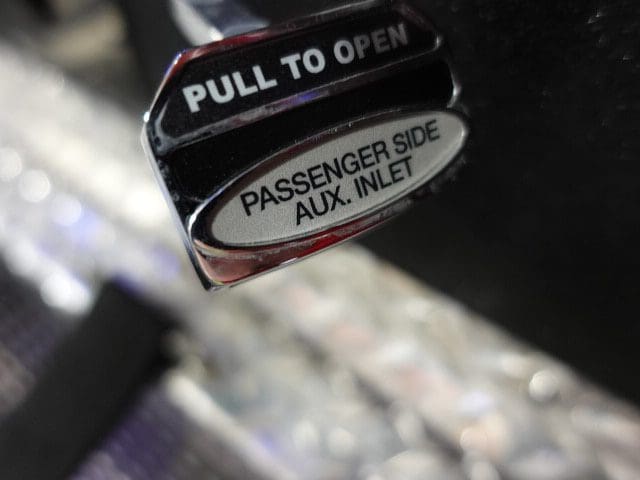 PULL TO OPEN
PASSENGER SIDE
AUX. INLET